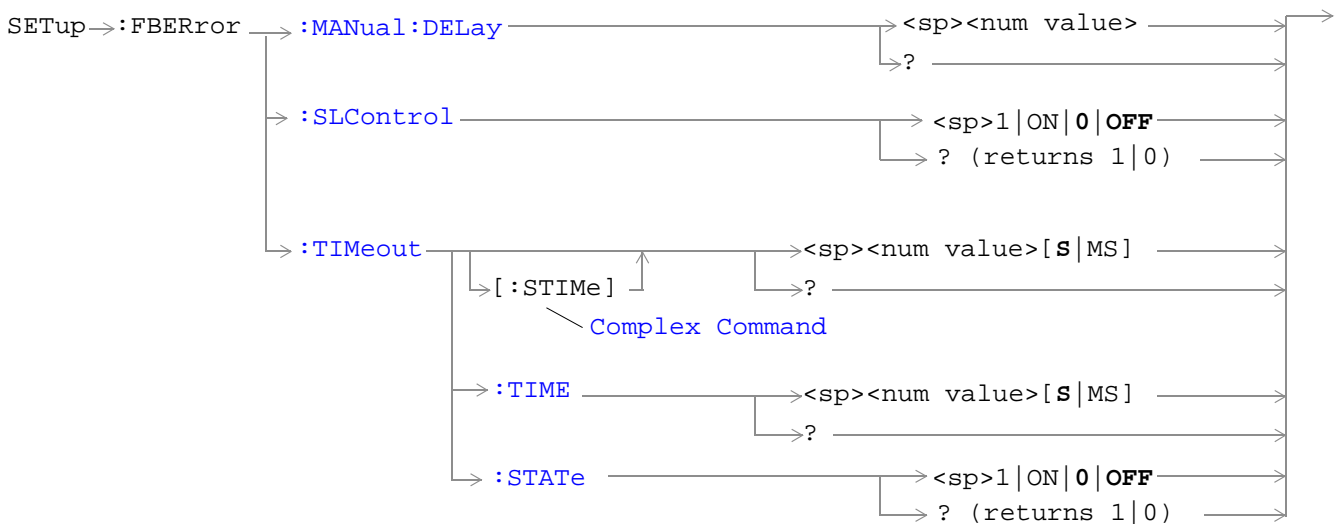 SETup :FBERror :MANual:DELay <sp><num value>
?
:SLControl <sp>1|ON|0|OFF
? (returns 1|0)
:TIMeout <sp><num value>[S|MS]
[:STIMe] ?
Complex Command
:TIME <sp><num value>[S|MS]
?
:STATe <sp>1|ON|0|OFF
? (returns 1|0)